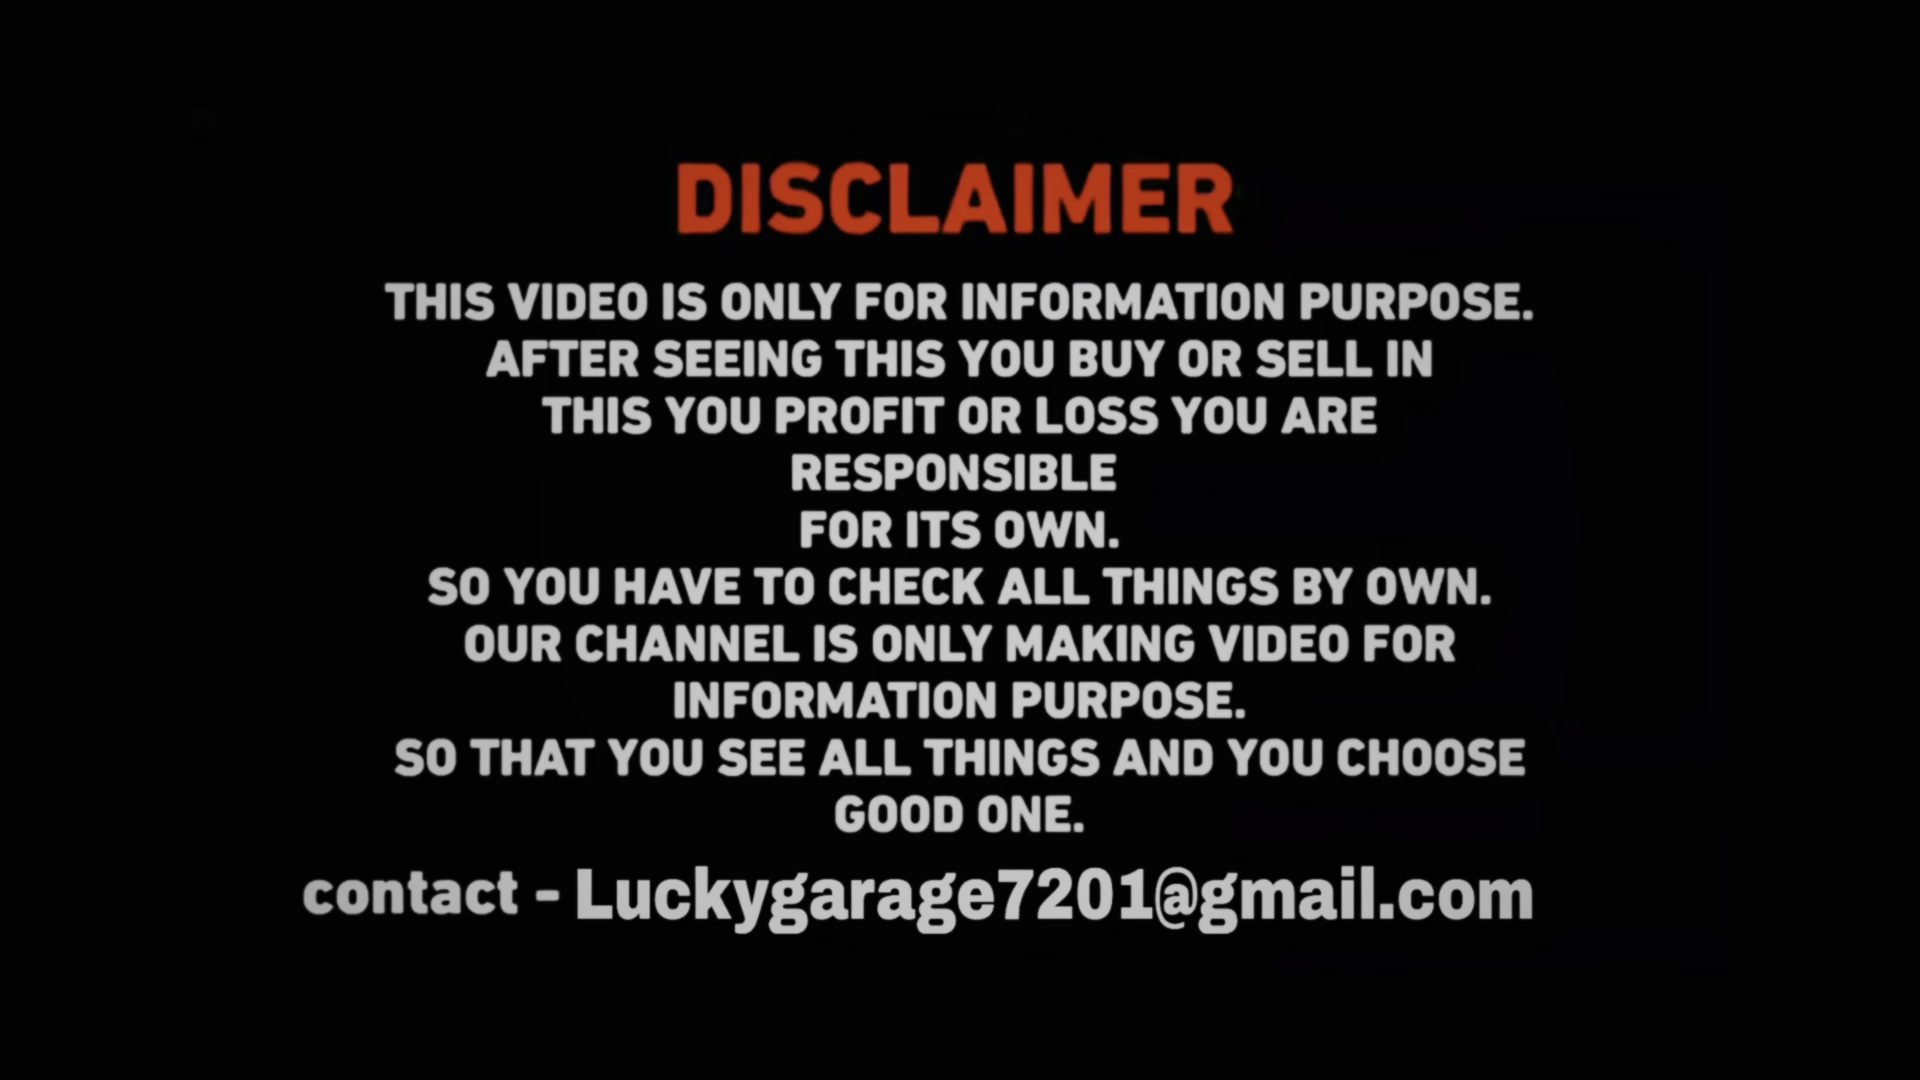 DISCLAIMER
THIS VIDEO IS ONLY FOR INFORMATION PURPOSE.
AFTER SEEING THIS YOU BUY OR SELL IN
THIS YOU PROFIT OR LOSS YOU ARE
RESPONSIBLE
FOR ITS OWN.
SO YOU HAVE TO CHECK ALL THINGS BY OWN.
OUR CHANNEL IS ONLY MAKING VIDEO FOR
INFORMATION PURPOSE.
SO THAT YOU SEE ALL THINGS AND YOU CHOOSE
GOOD ONE.
contact - Luckygarage7201@gmail.com